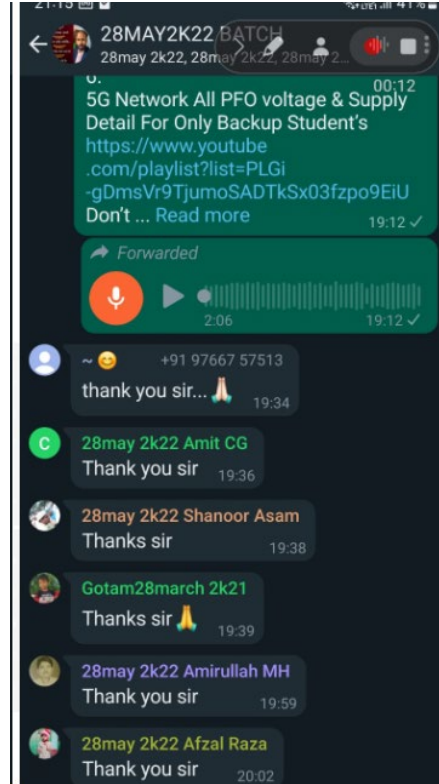 21:15
41%
28MAY2K22 BATCH
28may 2k22, 28may 2k22, 28may 2...
00:12
6.
5G Network All PFO voltage & Supply
Detail For Only Backup Student's
https://www.youtube
.com/playlist?list=PLGi
-gDmsVr9TjumoSADTkSx03fzpo9EiU
Don't ... Read more
19:12
Forwarded
2:06
19:12
~ 😊 +91 97667 57513
thank you sir...🙏🏻
19:34
C
28may 2k22 Amit CG
Thank you sir
19:36
28may 2k22 Shanoor Asam
Thanks sir
19:38
Gotam28march 2k21
Thanks sir🙏
19:39
28may 2k22 Amirullah MH
Thank you sir
19:59
28may 2k22 Afzal Raza
Thank you sir
20:02